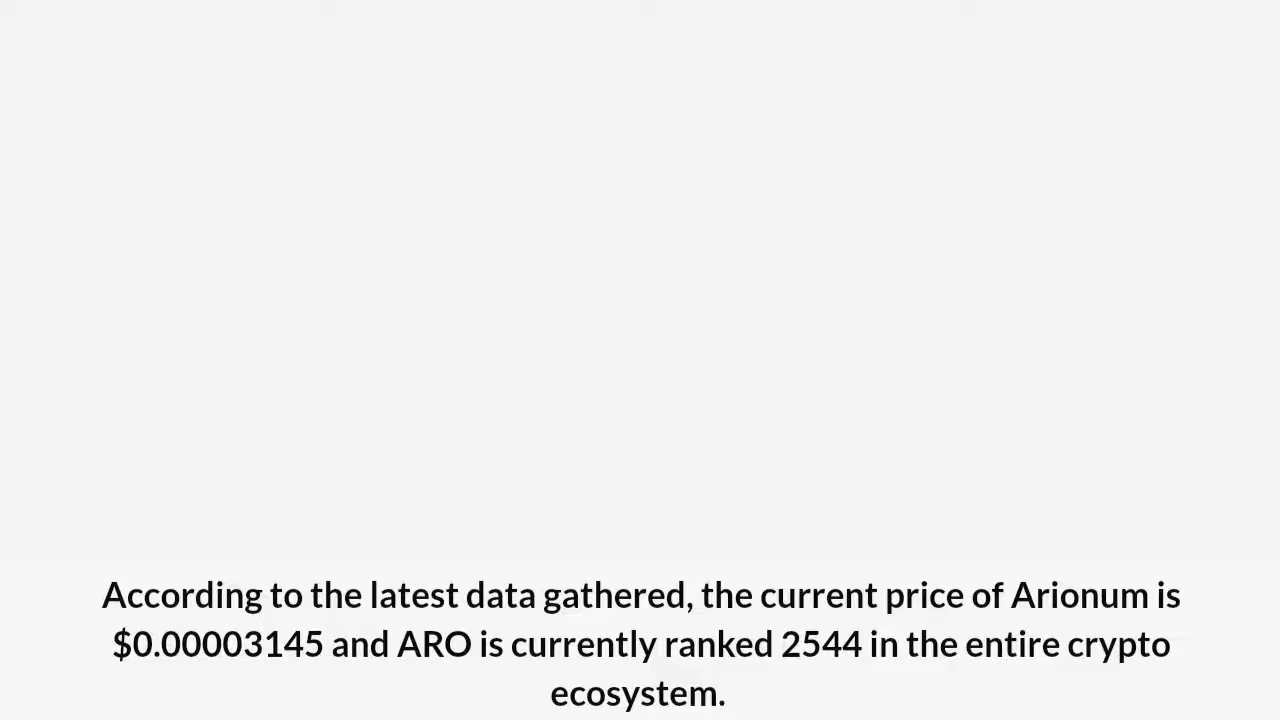 According to the latest data gathered, the current price of Arionum is
$0.00003145 and ARO is currently ranked 2544 in the entire crypto
ecosystem.